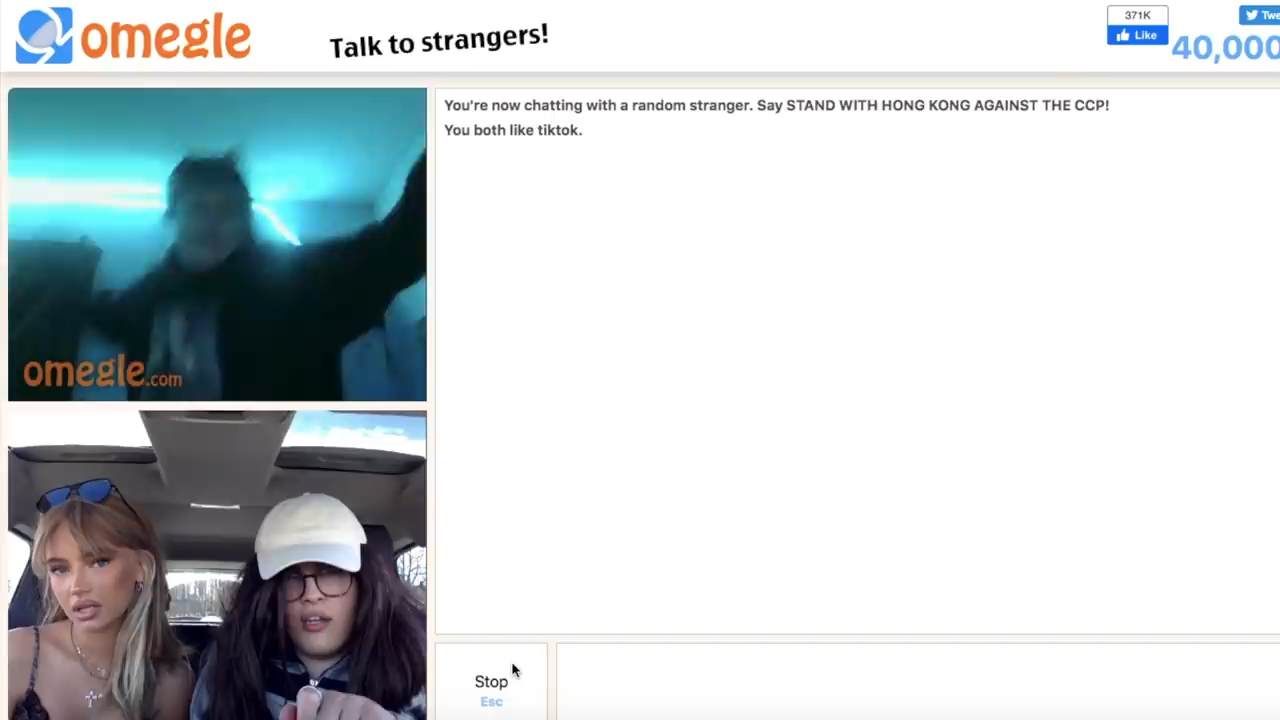 omegle
Talk to strangers!
371K
Like
Twe
40,000
You're now chatting with a random stranger. Say STAND WITH HONG KONG AGAINST THE CCP!
You both like tiktok.
omegle.com
Stop
Esc